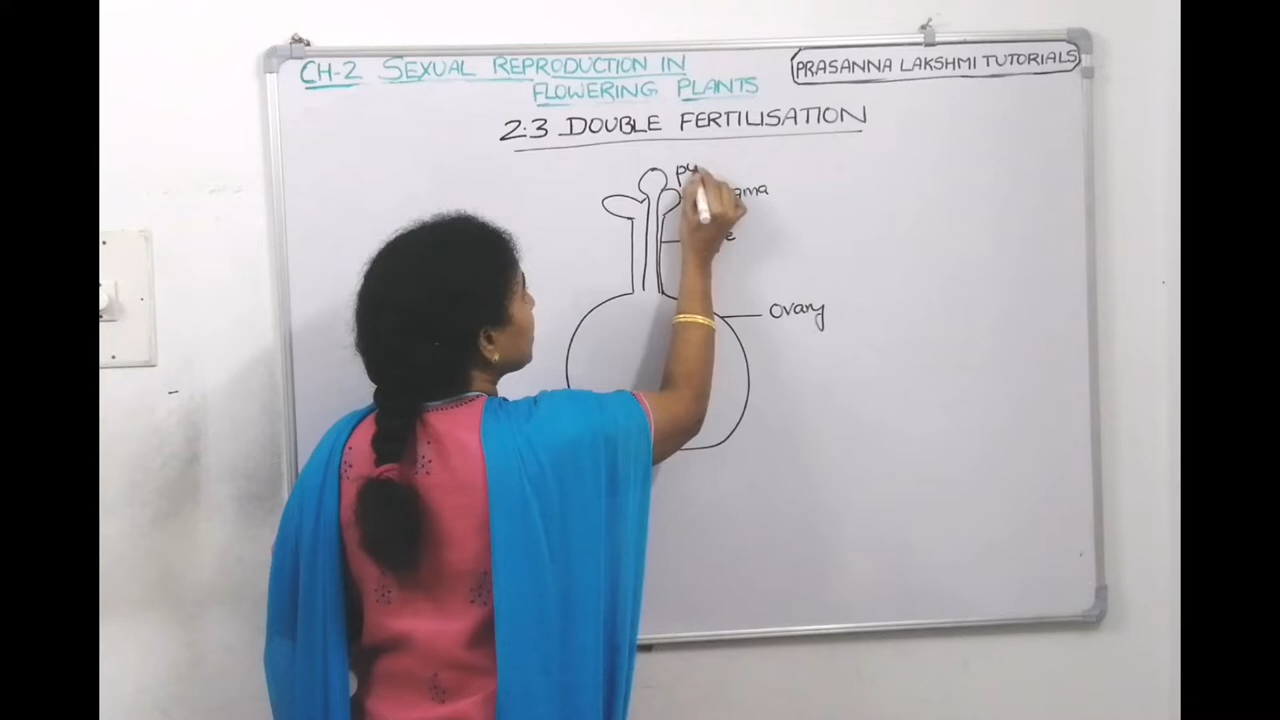 CH-2 SEXUAL REPRODUCTION IN
FLOWERING PLANTS
PRASANNA LAKSHMI TUTORIALS
2.3 DOUBLE FERTILISATION
ovary